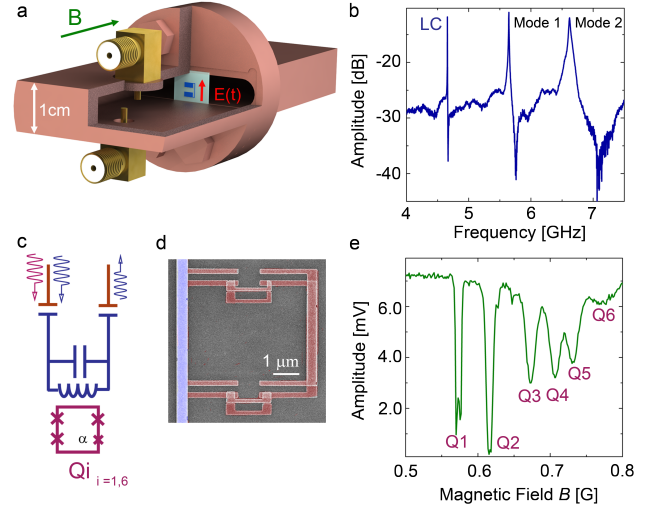 a
B
1cm
E(t)
b
LC
Mode 1
Mode 2
Amplitude [dB]
-20
-30
-40
4
5
6
7
Frequency [GHz]
c
α
Qi i =1,6
d
1 μm
e
Amplitude [mV]
6.0
4.0
2.0
Q1
Q2
Q3
Q4
Q5
Q6
0.5
0.6
0.7
0.8
Magnetic Field B [G]